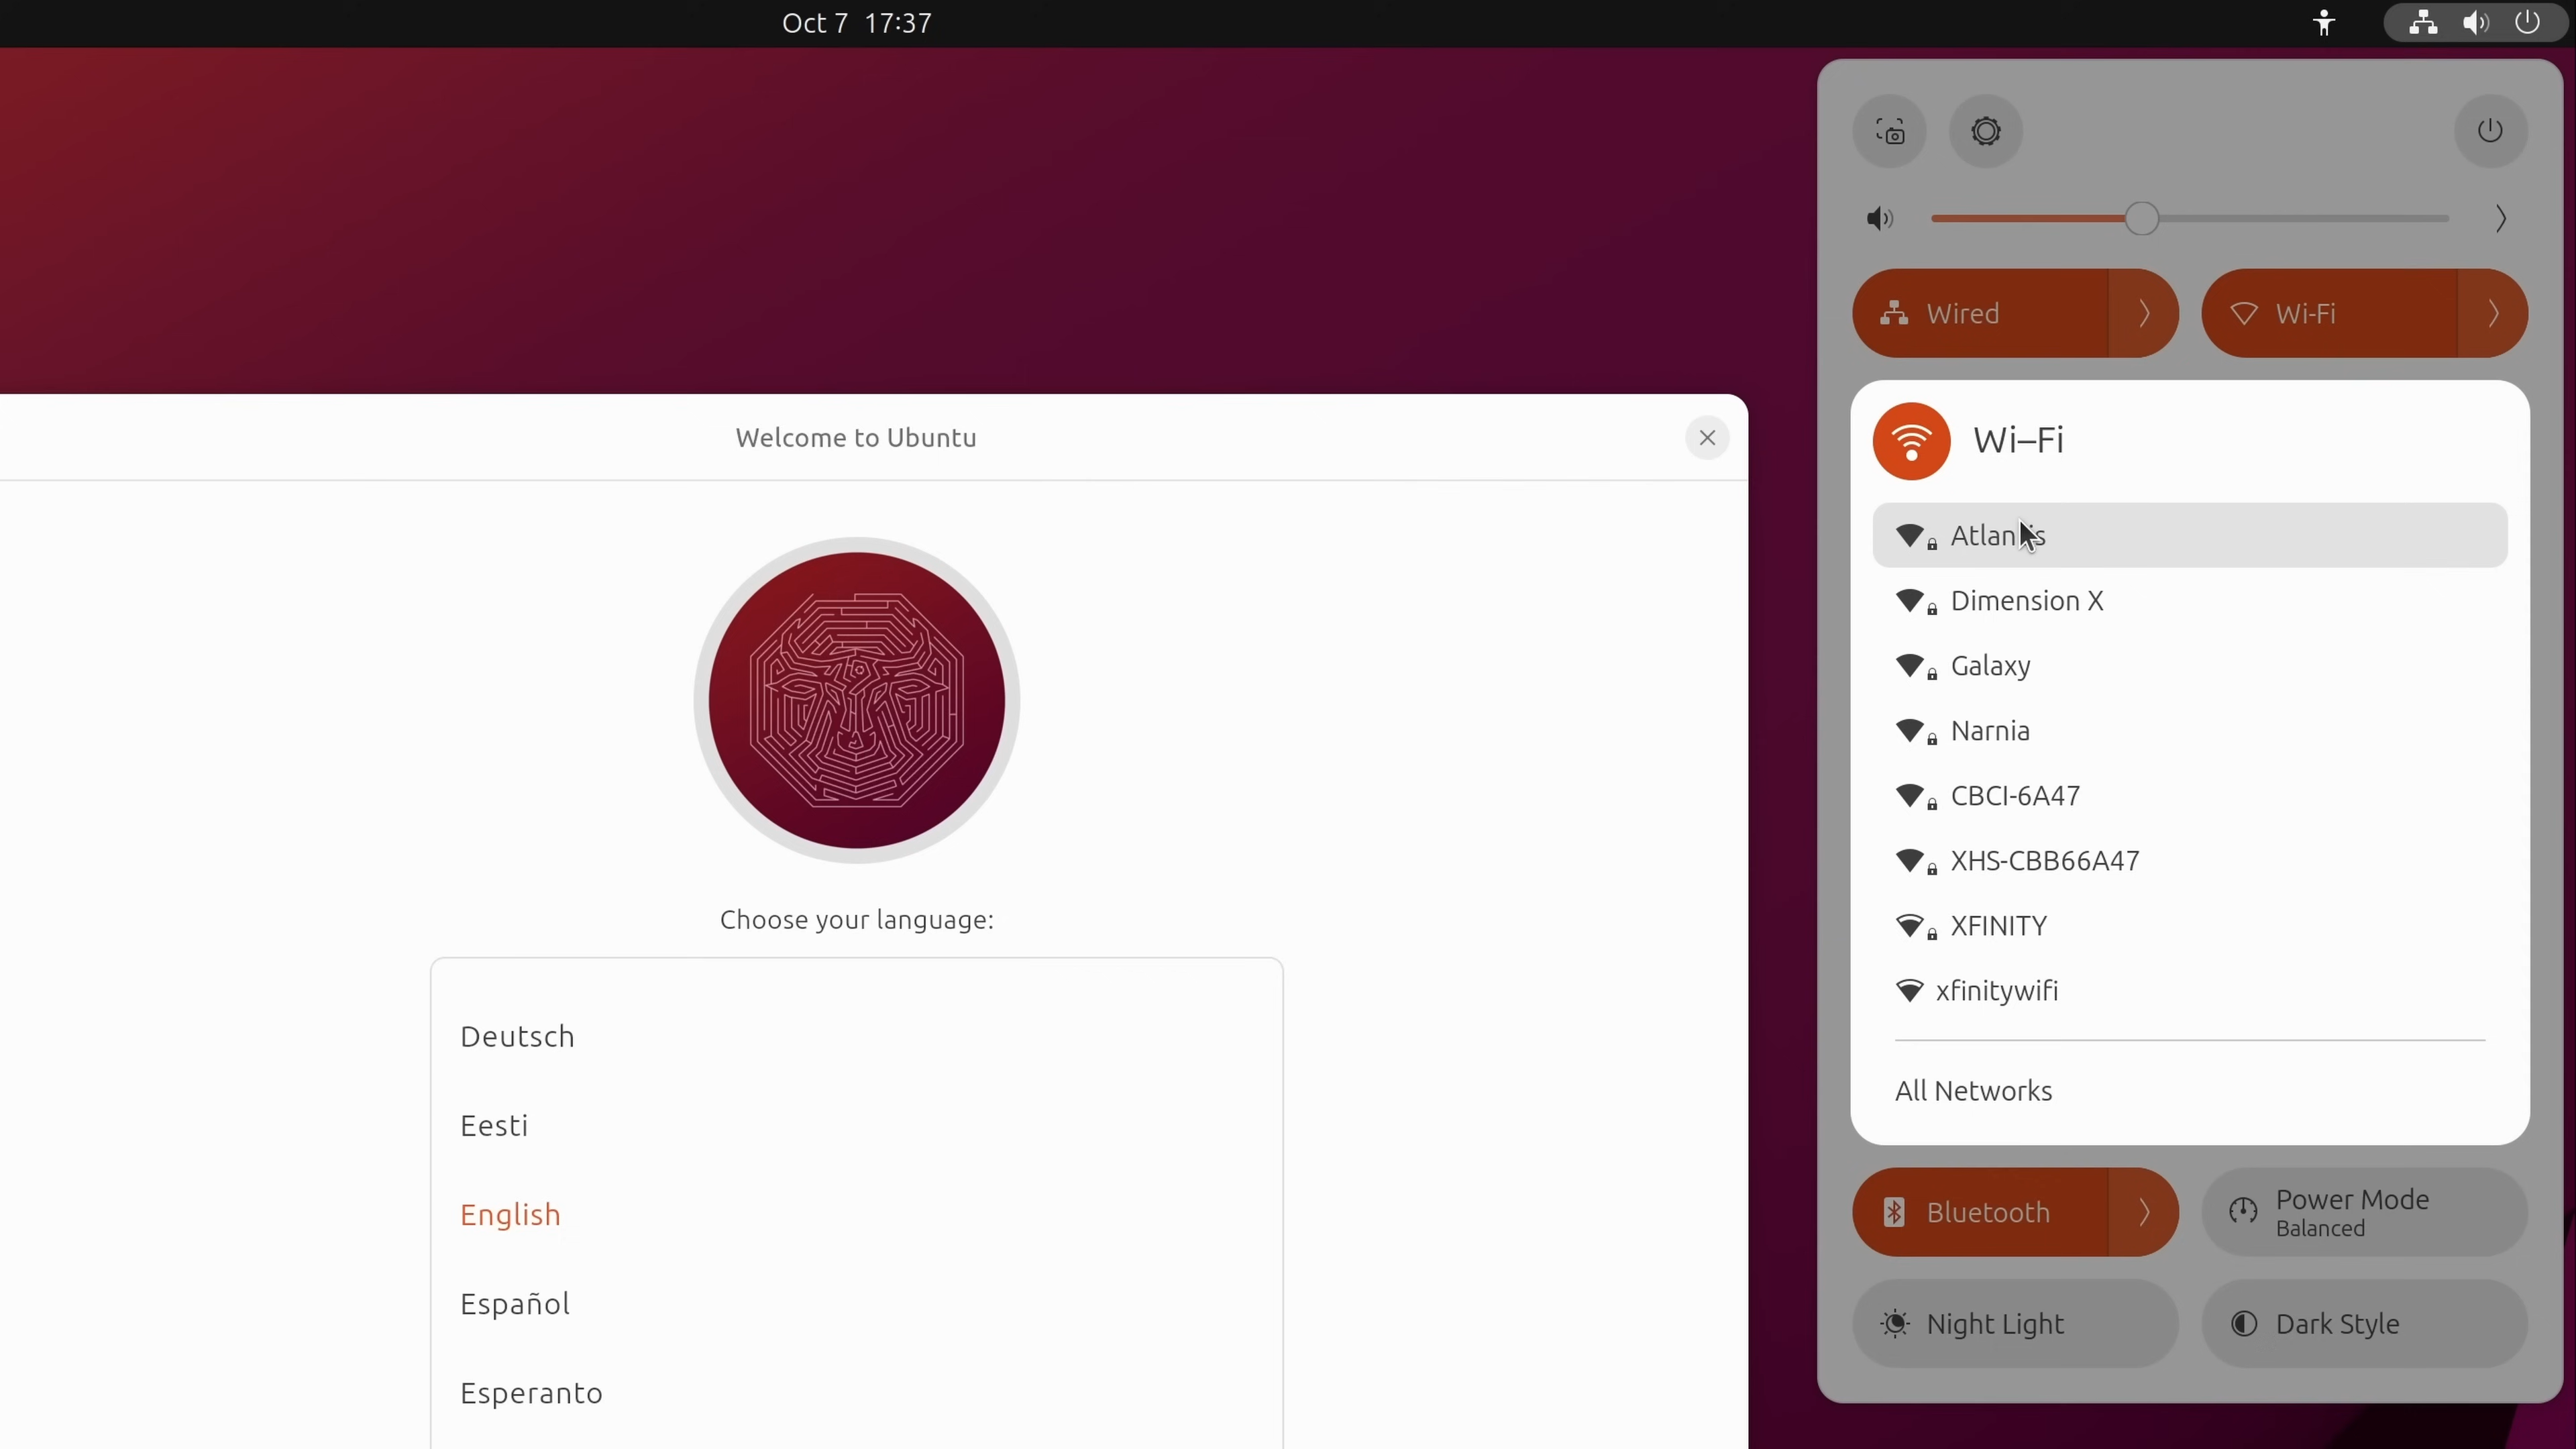 Oct 7 17:37
Wired
Wi-Fi
Welcome to Ubuntu
Choose your language:
Deutsch
Eesti
English
Español
Esperanto
Wi–Fi
Atlantis
Dimension X
Galaxy
Narnia
CBCI-6A47
XHS-CBB66A47
XFINITY
xfinitywifi
All Networks
Bluetooth
Power Mode
Balanced
Night Light
Dark Style